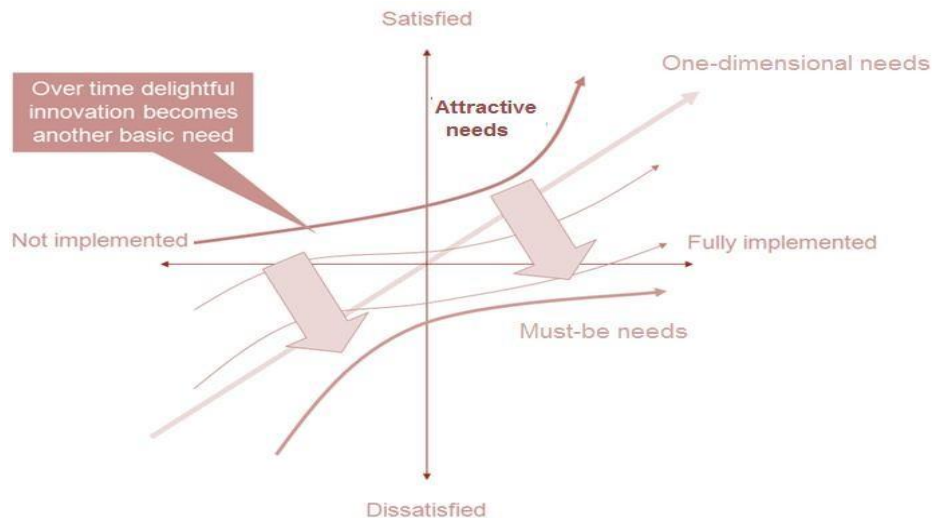 Satisfied
One-dimensional needs
Over time delightful
innovation becomes
another basic need
Attractive
needs
Not implemented
Fully implemented
Must-be needs
Dissatisfied